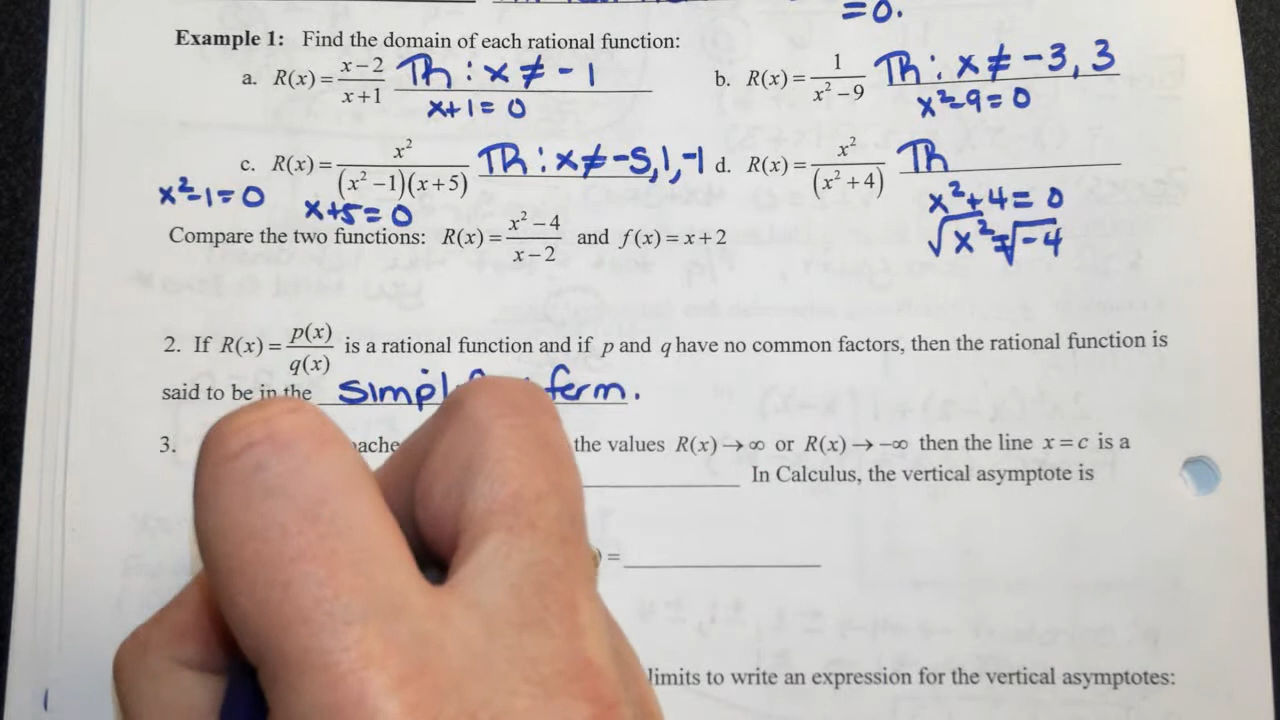 =0.
Example 1: Find the domain of each rational function:
a. R(x) = (x−2)/(x+1) TR : x ≠ −1
x+1 = 0
b. R(x) = 1/(x²−9) TR : x ≠ −3, 3
x²−9 = 0
c. R(x) = x²/((x²−1)(x+5)) TR : x ≠ −5, 1, −1
x²−1 = 0 x+5 = 0
d. R(x) = x²/((x²+4)) TR
x²+4 = 0
√x² = √−4
Compare the two functions: R(x) = (x²−4)/(x−2) and f(x) = x+2
2. If R(x) = p(x)/q(x) is a rational function and if p and q have no common factors, then the rational function is
said to be in the form.
3. the values R(x) → ∞ or R(x) → −∞ then the line x = c is a
In Calculus, the vertical asymptote is
) =
limits to write an expression for the vertical asymptotes: